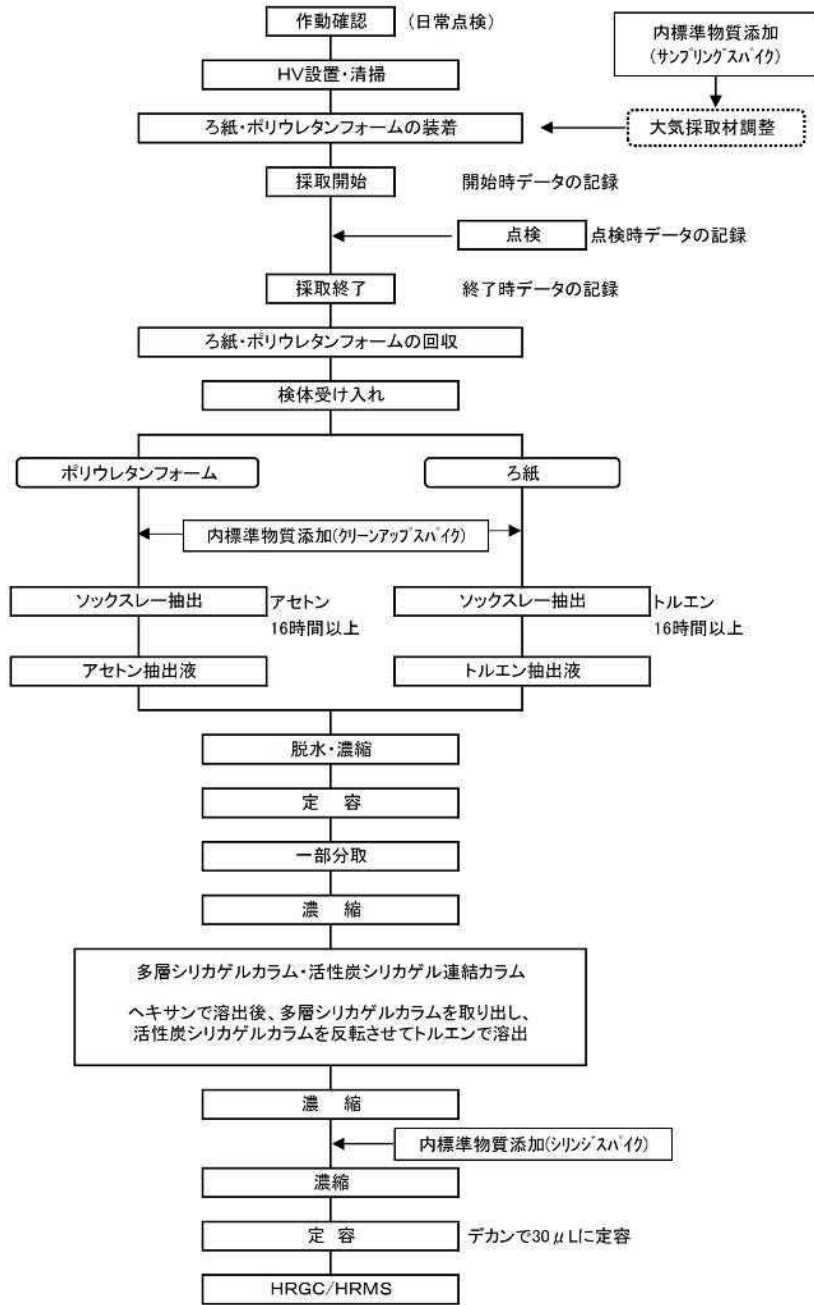 作動確認 (日常点検)
内標準物質添加
(サンプリングスパイク)
HV設置・清掃
ろ紙・ポリウレタンフォームの装着
大気採取材調整
採取開始 開始時データの記録
点検 点検時データの記録
採取終了 終了時データの記録
ろ紙・ポリウレタンフォームの回収
検体受け入れ
ポリウレタンフォーム ろ紙
内標準物質添加(クリーンアップスパイク)
ソックスレー抽出 アセトン ソックスレー抽出 トルエン
16時間以上 16時間以上
アセトン抽出液 トルエン抽出液
脱水・濃縮
定 容
一部分取
濃 縮
多層シリカゲルカラム・活性炭シリカゲル連結カラム
ヘキサンで溶出後、多層シリカゲルカラムを取り出し、
活性炭シリカゲルカラムを反転させてトルエンで溶出
濃 縮
内標準物質添加(シリンジスパイク)
濃縮
定 容 デカンで30μLに定容
HRGC/HRMS